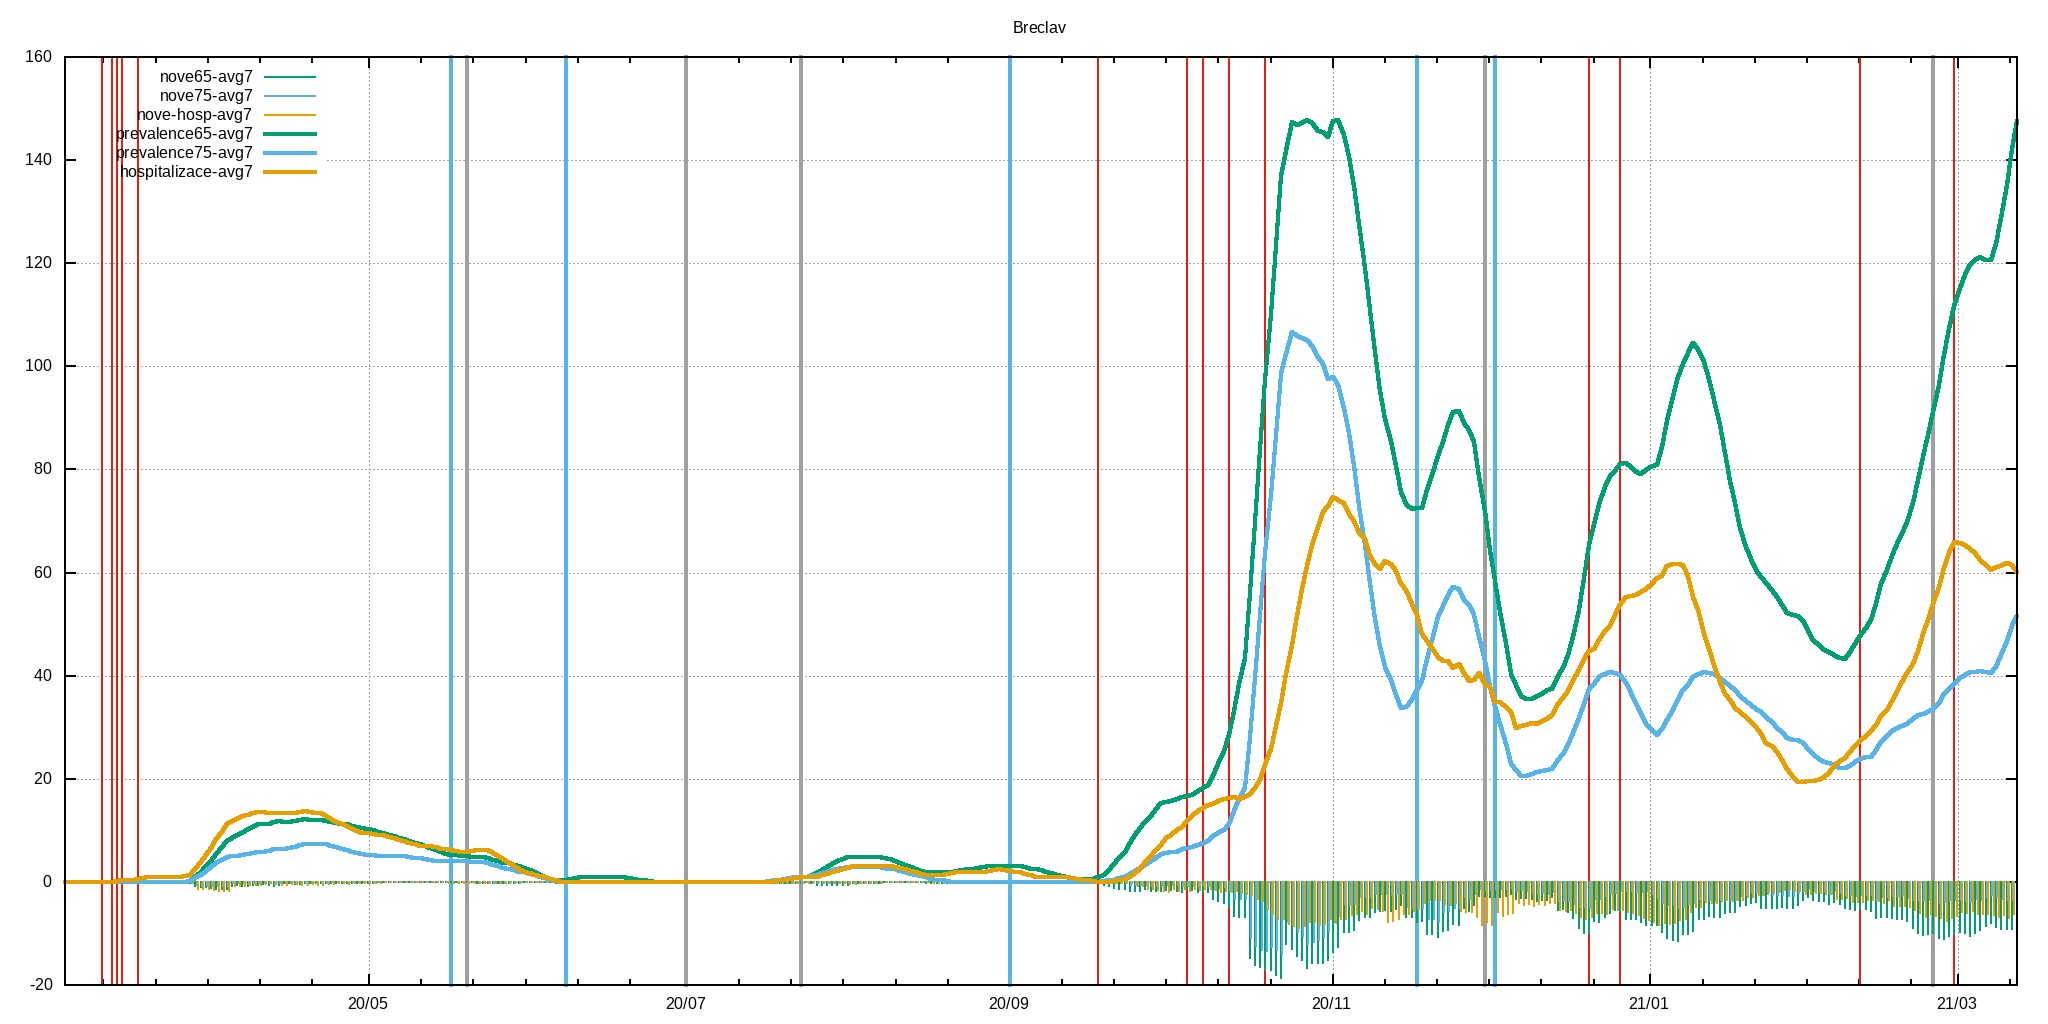 Breclav
160
140
120
100
80
60
40
20
0
-20
nove65-avg7
nove75-avg7
nove-hosp-avg7
prevalence65-avg7
prevalence75-avg7
hospitalizace-avg7
20/05
20/07
20/09
20/11
21/01
21/03